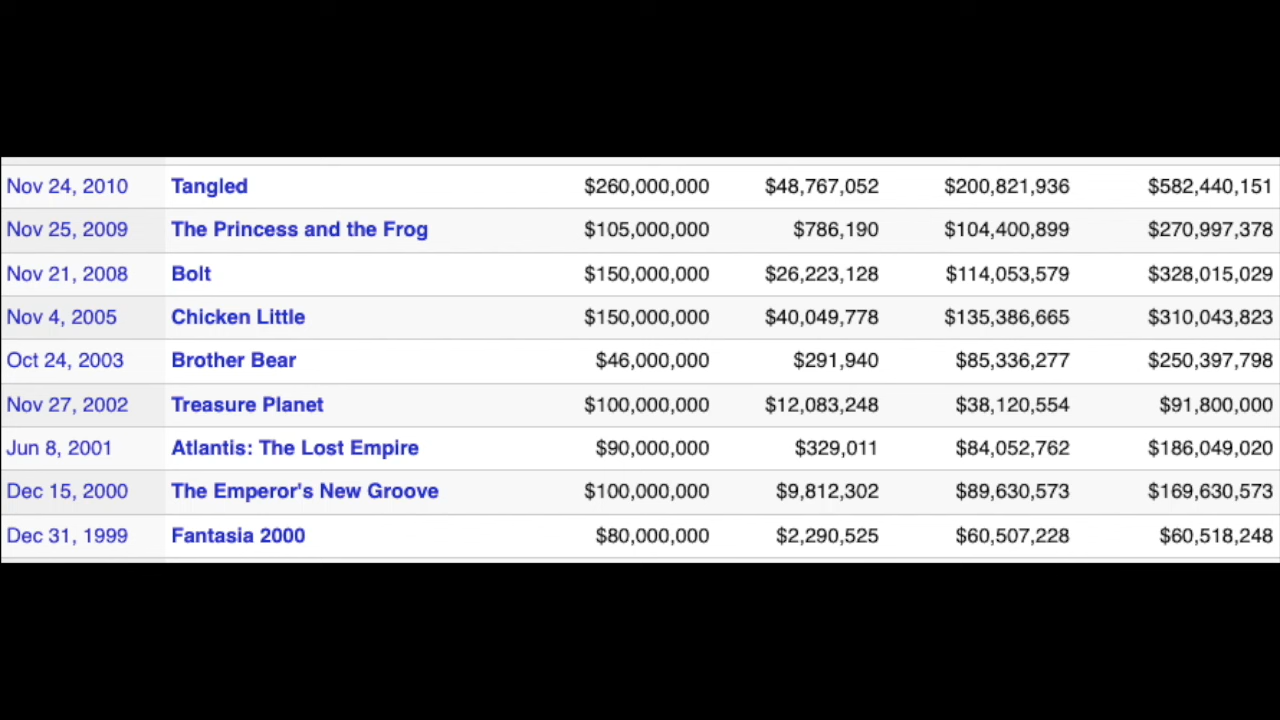 Nov 24, 2010 Tangled $260,000,000 $48,767,052 $200,821,936 $582,440,151
Nov 25, 2009 The Princess and the Frog $105,000,000 $786,190 $104,400,899 $270,997,378
Nov 21, 2008 Bolt $150,000,000 $26,223,128 $114,053,579 $328,015,029
Nov 4, 2005 Chicken Little $150,000,000 $40,049,778 $135,386,665 $310,043,823
Oct 24, 2003 Brother Bear $46,000,000 $291,940 $85,336,277 $250,397,798
Nov 27, 2002 Treasure Planet $100,000,000 $12,083,248 $38,120,554 $91,800,000
Jun 8, 2001 Atlantis: The Lost Empire $90,000,000 $329,011 $84,052,762 $186,049,020
Dec 15, 2000 The Emperor's New Groove $100,000,000 $9,812,302 $89,630,573 $169,630,573
Dec 31, 1999 Fantasia 2000 $80,000,000 $2,290,525 $60,507,228 $60,518,248